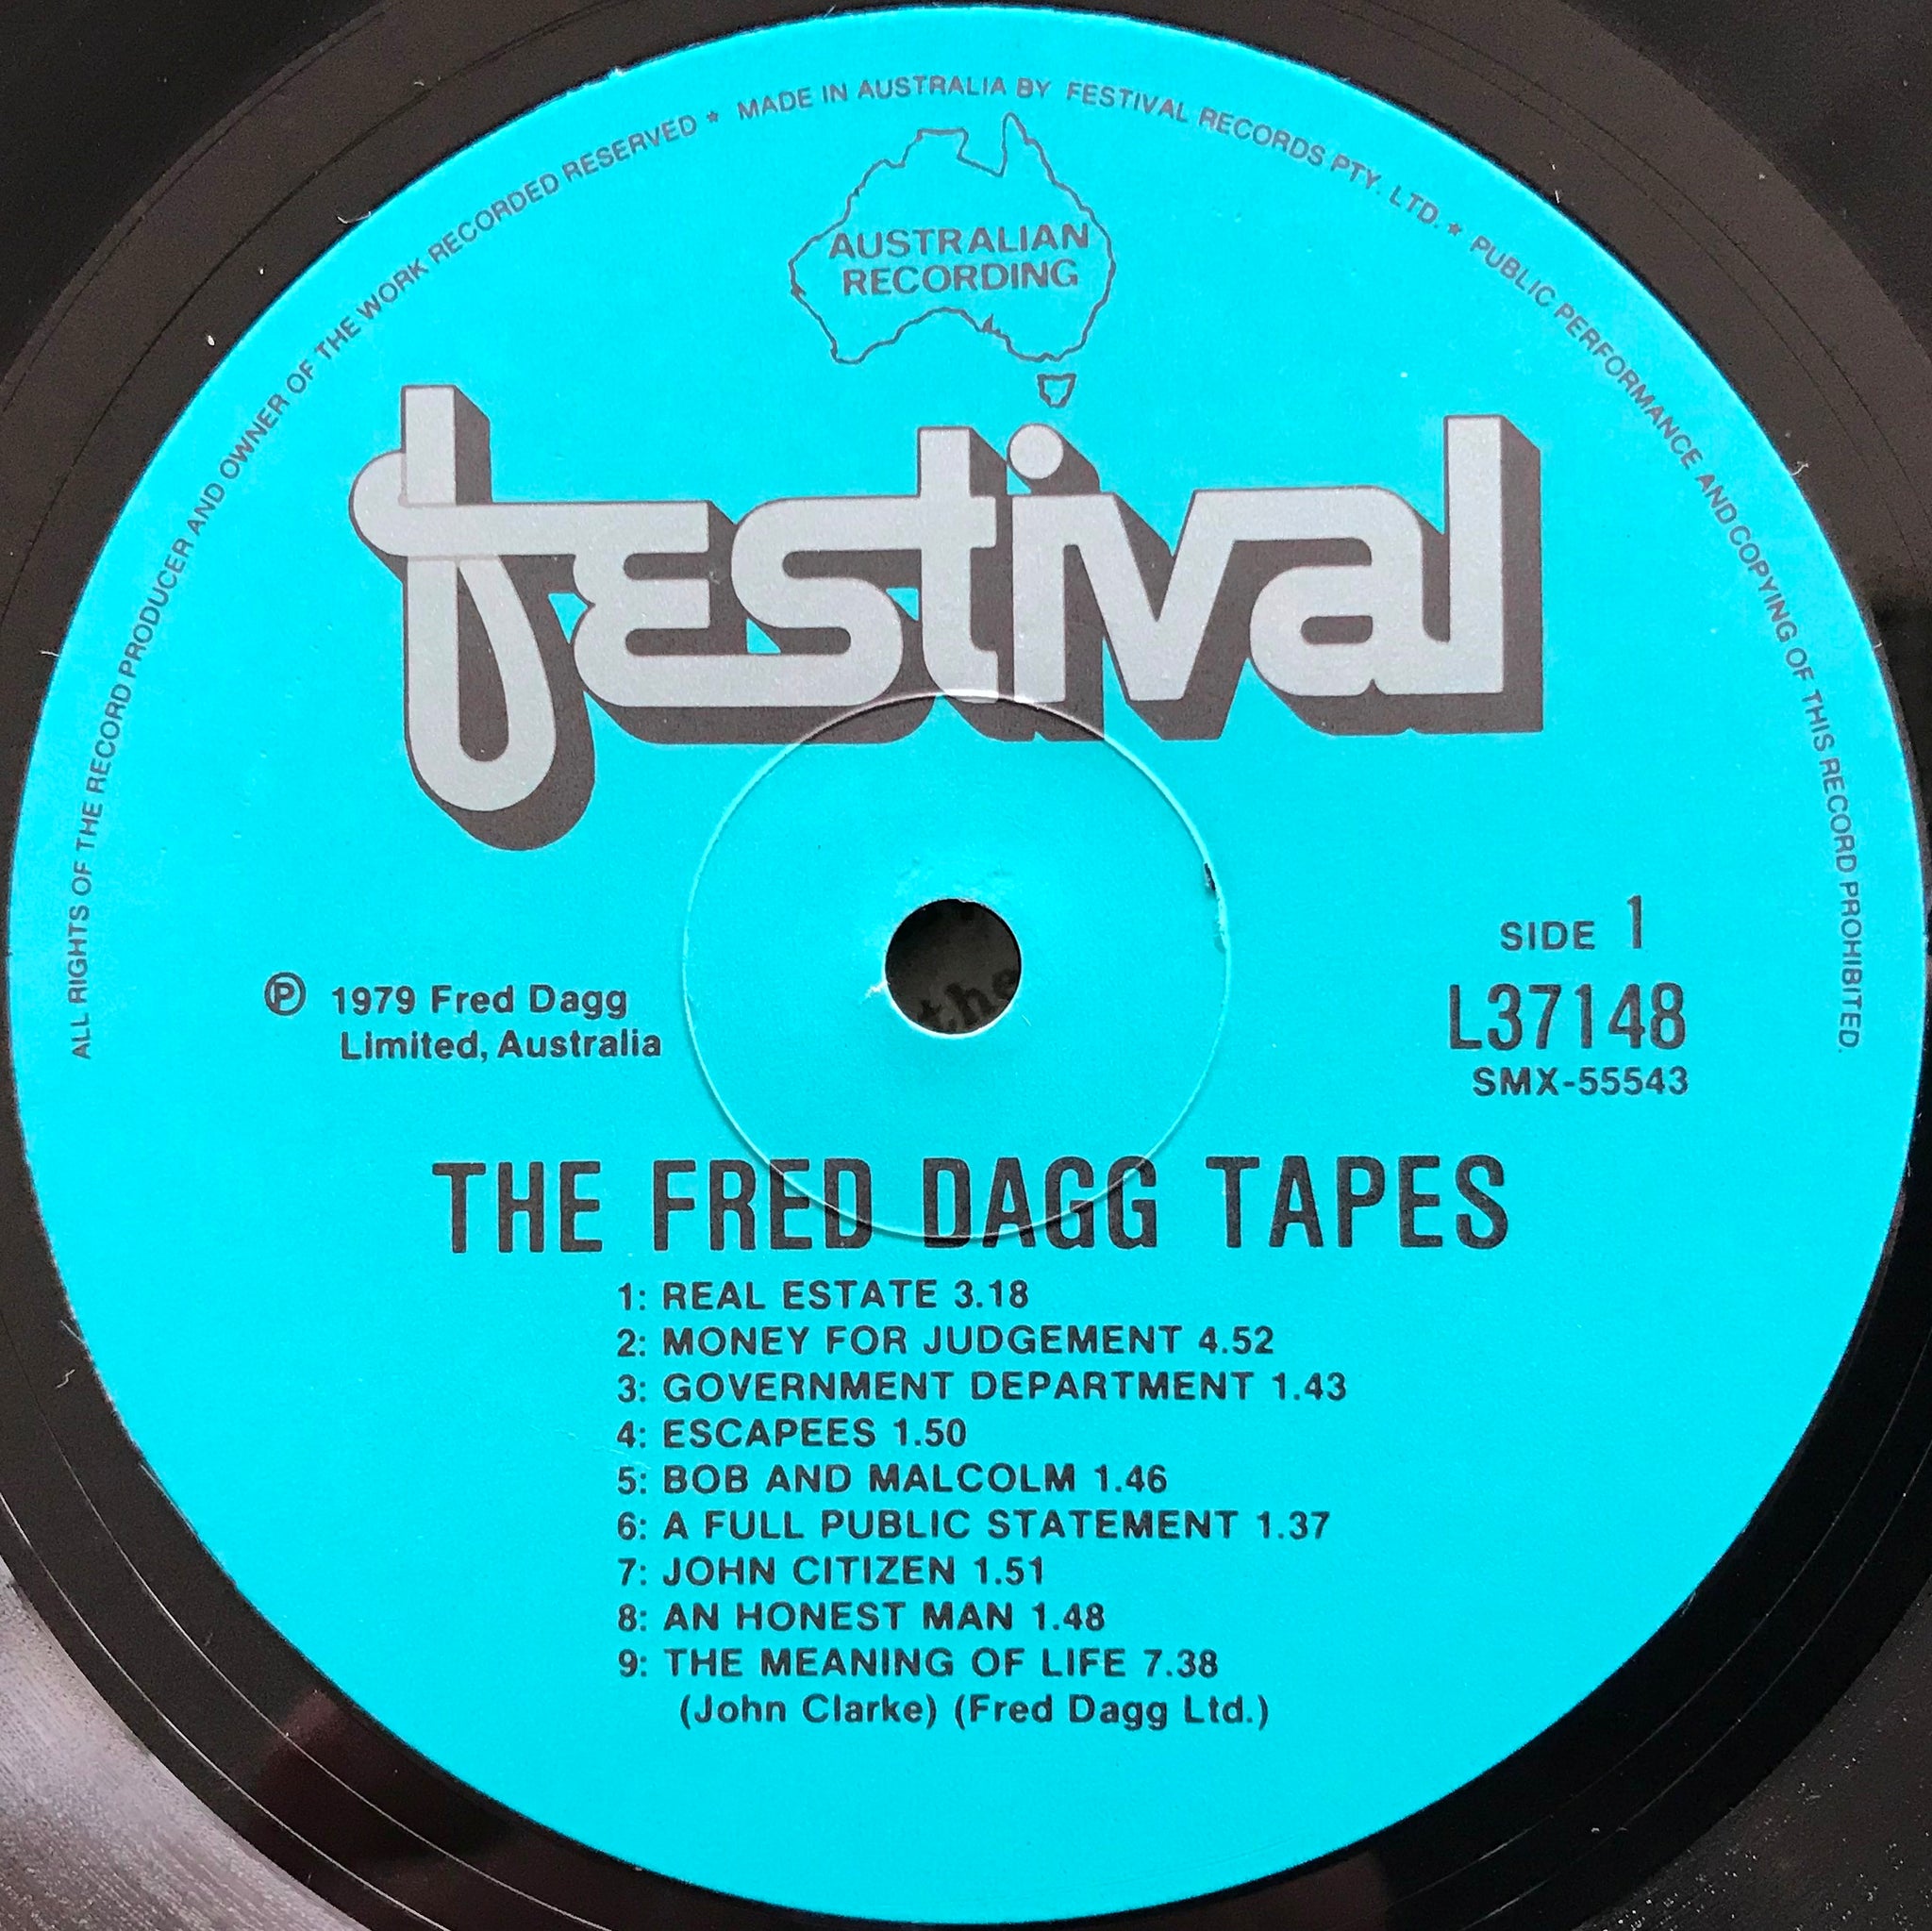 ALL RIGHTS OF THE RECORD PRODUCER AND OWNER OF THE WORK RECORDED RESERVED * MADE IN AUSTRALIA BY FESTIVAL RECORDS PTY. LTD. * PUBLIC PERFORMANCE AND COPYING OF THIS RECORD PROHIBITED.
AUSTRALIAN
RECORDING
festival
SIDE 1
℗ 1979 Fred Dagg
Limited, Australia
L37148
SMX-55543
the
THE FRED DAGG TAPES
1: REAL ESTATE 3.18
2: MONEY FOR JUDGEMENT 4.52
3: GOVERNMENT DEPARTMENT 1.43
4: ESCAPEES 1.50
5: BOB AND MALCOLM 1.46
6: A FULL PUBLIC STATEMENT 1.37
7: JOHN CITIZEN 1.51
8: AN HONEST MAN 1.48
9: THE MEANING OF LIFE 7.38
(John Clarke) (Fred Dagg Ltd.)